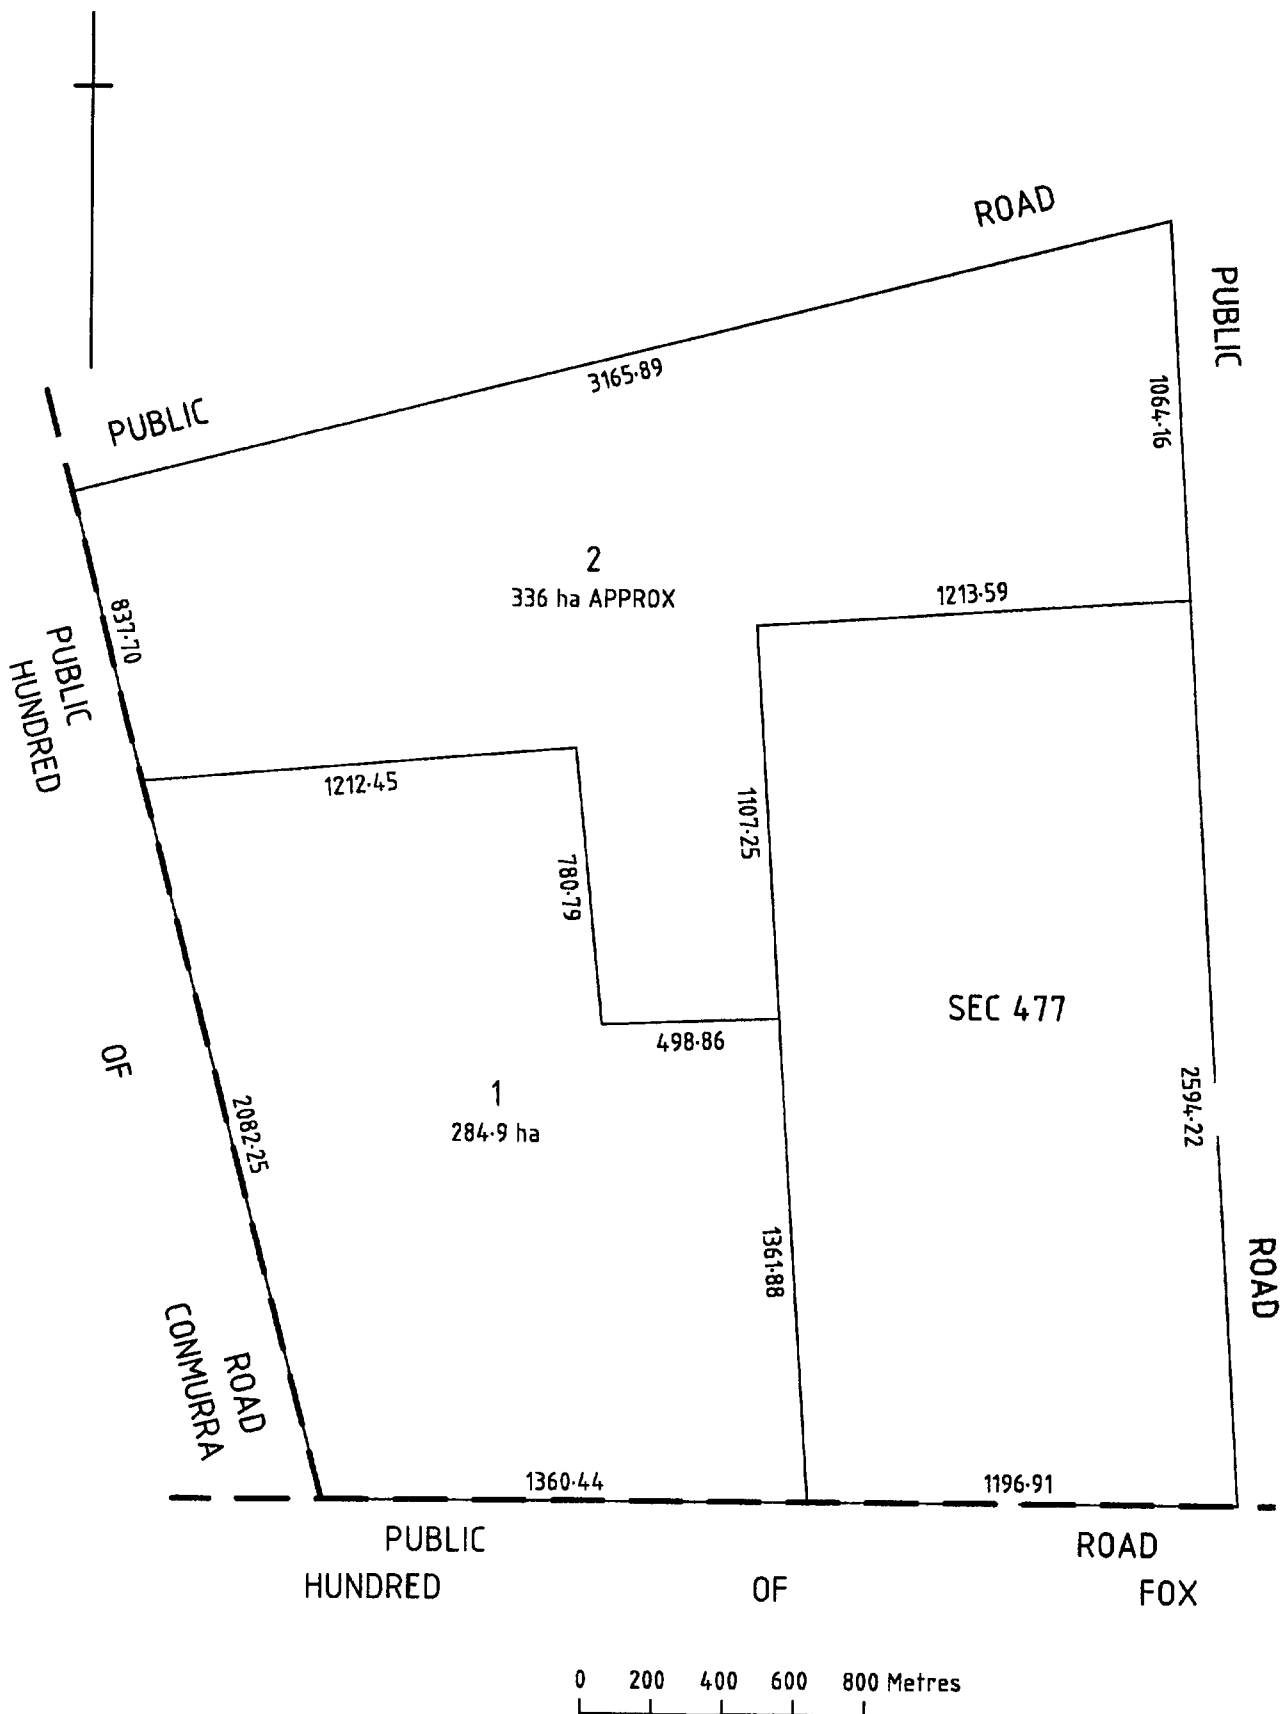 ROAD
PUBLIC
3165·89
1064·16
PUBLIC
2
336 ha APPROX
1213·59
837·70
PUBLIC
HUNDRED
1212·45
780·79
1107·25
498·86
SEC 477
OF
1
284·9 ha
2082·25
2594·22
1361·88
ROAD
ROAD
CONMURRA
1360·44
1196·91
PUBLIC ROAD
HUNDRED OF FOX
0 200 400 600 800 Metres